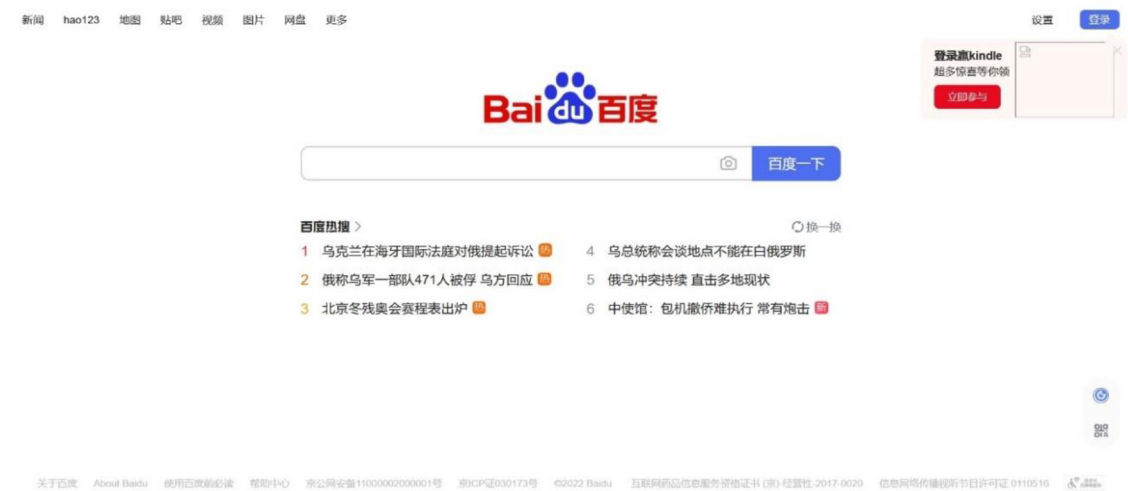 新闻 hao123 地图 贴吧 视频 图片 网盘 更多 设置 登录
登录赢kindle
超多惊喜等你领
立即参与
Bai du 百度
百度一下
百度热搜 换一换
1 乌克兰在海牙国际法庭对俄提起诉讼 热
2 俄称乌军一部队471人被俘 乌方回应 热
3 北京冬残奥会赛程表出炉 热
4 乌总统称会谈地点不能在白俄罗斯
5 俄乌冲突持续 直击多地现状
6 中使馆：包机撤侨难执行 常有炮击 新
关于百度 About Baidu 使用百度前必读 帮助中心 京公网安备11000002000001号 京ICP证030173号 ©2022 Baidu 互联网药品信息服务资格证书 (京)-经营性-2017-0020 信息网络传播视听节目许可证 0110516